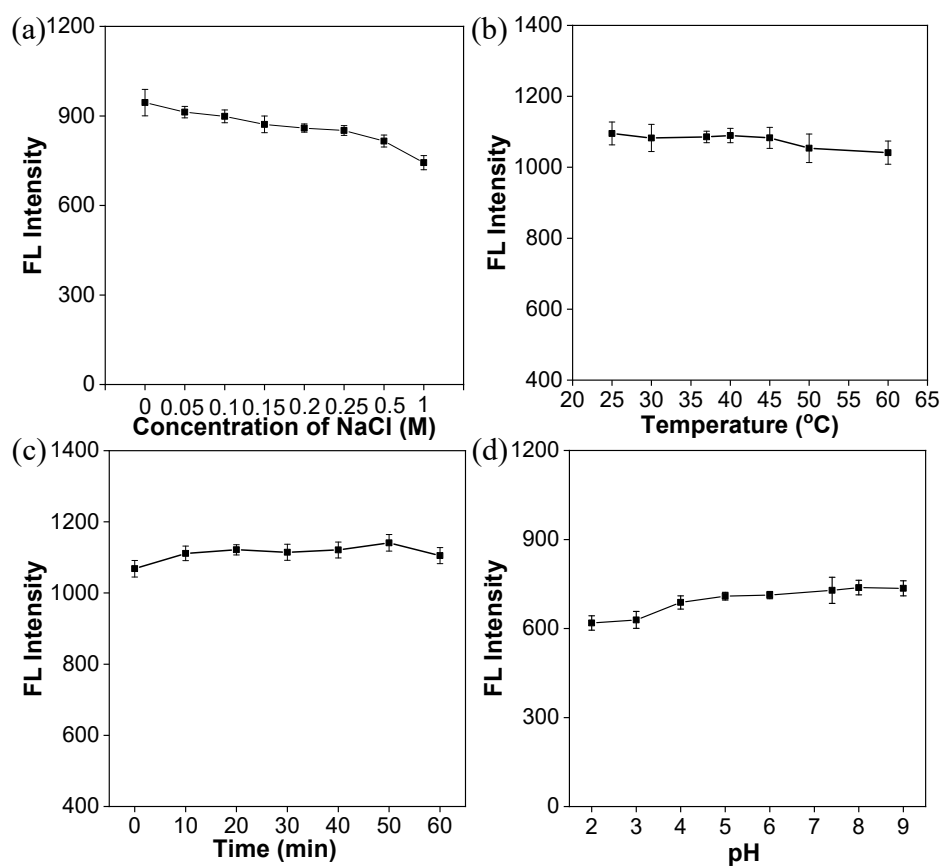 (a)
1200
900
600
300
0
FL Intensity
0 0.05 0.1 0.15 0.2 0.25 0.5 1
Concentration of NaCl (M)
(b)
1400
1200
1000
800
600
400
FL Intensity
20 25 30 35 40 45 50 55 60 65
Temperature (°C)
(c)
1400
1200
1000
800
600
400
FL Intensity
0 10 20 30 40 50 60
Time (min)
(d)
1200
900
600
300
0
FL Intensity
2 3 4 5 6 7 8 9
pH